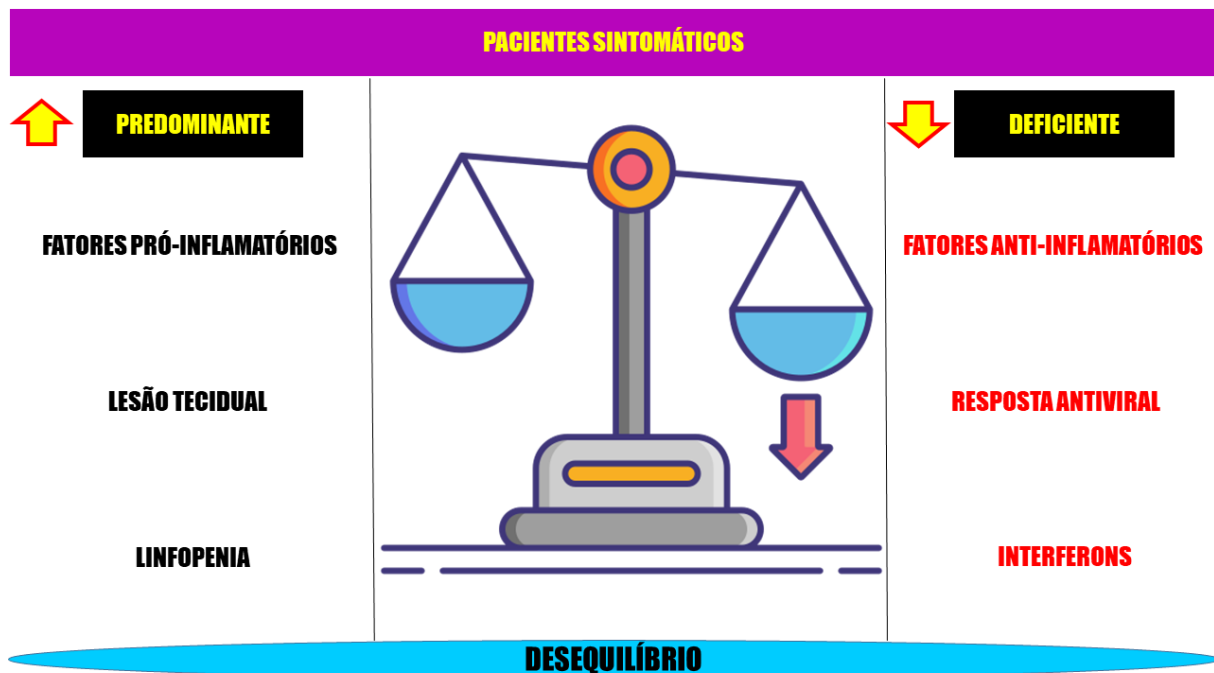 PACIENTES SINTOMÁTICOS
PREDOMINANTE
DEFICIENTE
FATORES PRÓ-INFLAMATÓRIOS
FATORES ANTI-INFLAMATÓRIOS
LESÃO TECIDUAL
RESPOSTA ANTIVIRAL
LINFOPENIA
INTERFERONS
DESEQUILÍBRIO